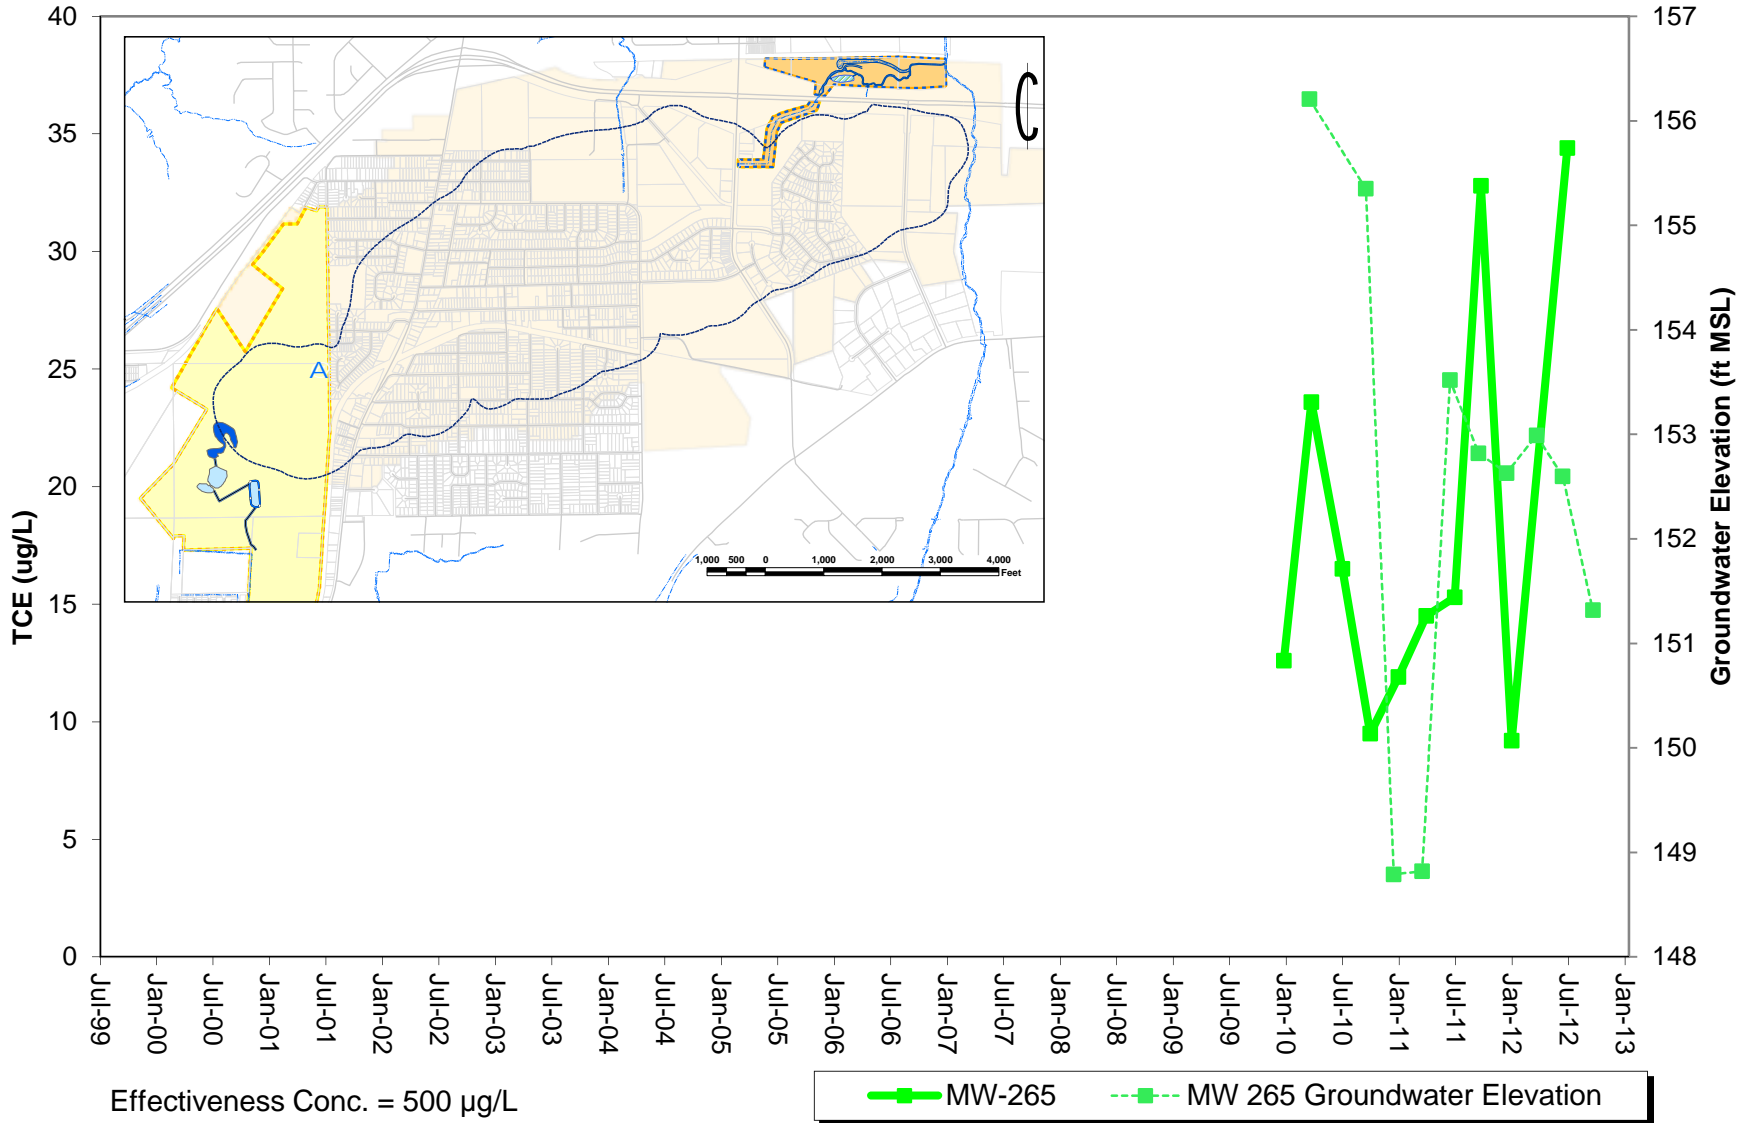 40
35
30
25
20
15
10
5
0
TCE (ug/L)
157
156
155
154
153
152
151
150
149
148
Groundwater Elevation (ft MSL)
A
1,000 500 0 1,000 2,000 3,000 4,000
Feet
Jul-99
Jan-00
Jul-00
Jan-01
Jul-01
Jan-02
Jul-02
Jan-03
Jul-03
Jan-04
Jul-04
Jan-05
Jul-05
Jan-06
Jul-06
Jan-07
Jul-07
Jan-08
Jul-08
Jan-09
Jul-09
Jan-10
Jul-10
Jan-11
Jul-11
Jan-12
Jul-12
Jan-13
Effectiveness Conc. = 500 µg/L
MW-265
MW 265 Groundwater Elevation